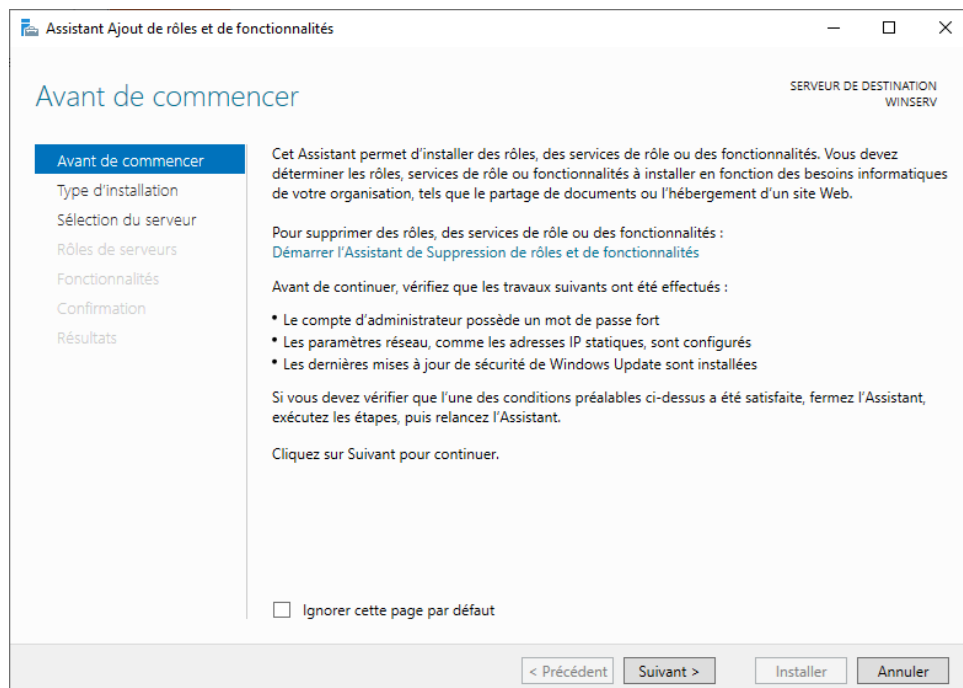 Assistant Ajout de rôles et de fonctionnalités
Avant de commencer
SERVEUR DE DESTINATION
WINSERV
Avant de commencer
Type d'installation
Sélection du serveur
Rôles de serveurs
Fonctionnalités
Confirmation
Résultats
Cet Assistant permet d'installer des rôles, des services de rôle ou des fonctionnalités. Vous devez
déterminer les rôles, services de rôle ou fonctionnalités à installer en fonction des besoins informatiques
de votre organisation, tels que le partage de documents ou l'hébergement d'un site Web.
Pour supprimer des rôles, des services de rôle ou des fonctionnalités :
Démarrer l'Assistant de Suppression de rôles et de fonctionnalités
Avant de continuer, vérifiez que les travaux suivants ont été effectués :
• Le compte d'administrateur possède un mot de passe fort
• Les paramètres réseau, comme les adresses IP statiques, sont configurés
• Les dernières mises à jour de sécurité de Windows Update sont installées
Si vous devez vérifier que l'une des conditions préalables ci-dessus a été satisfaite, fermez l'Assistant,
exécutez les étapes, puis relancez l'Assistant.
Cliquez sur Suivant pour continuer.
Ignorer cette page par défaut
< Précédent
Suivant >
Installer
Annuler